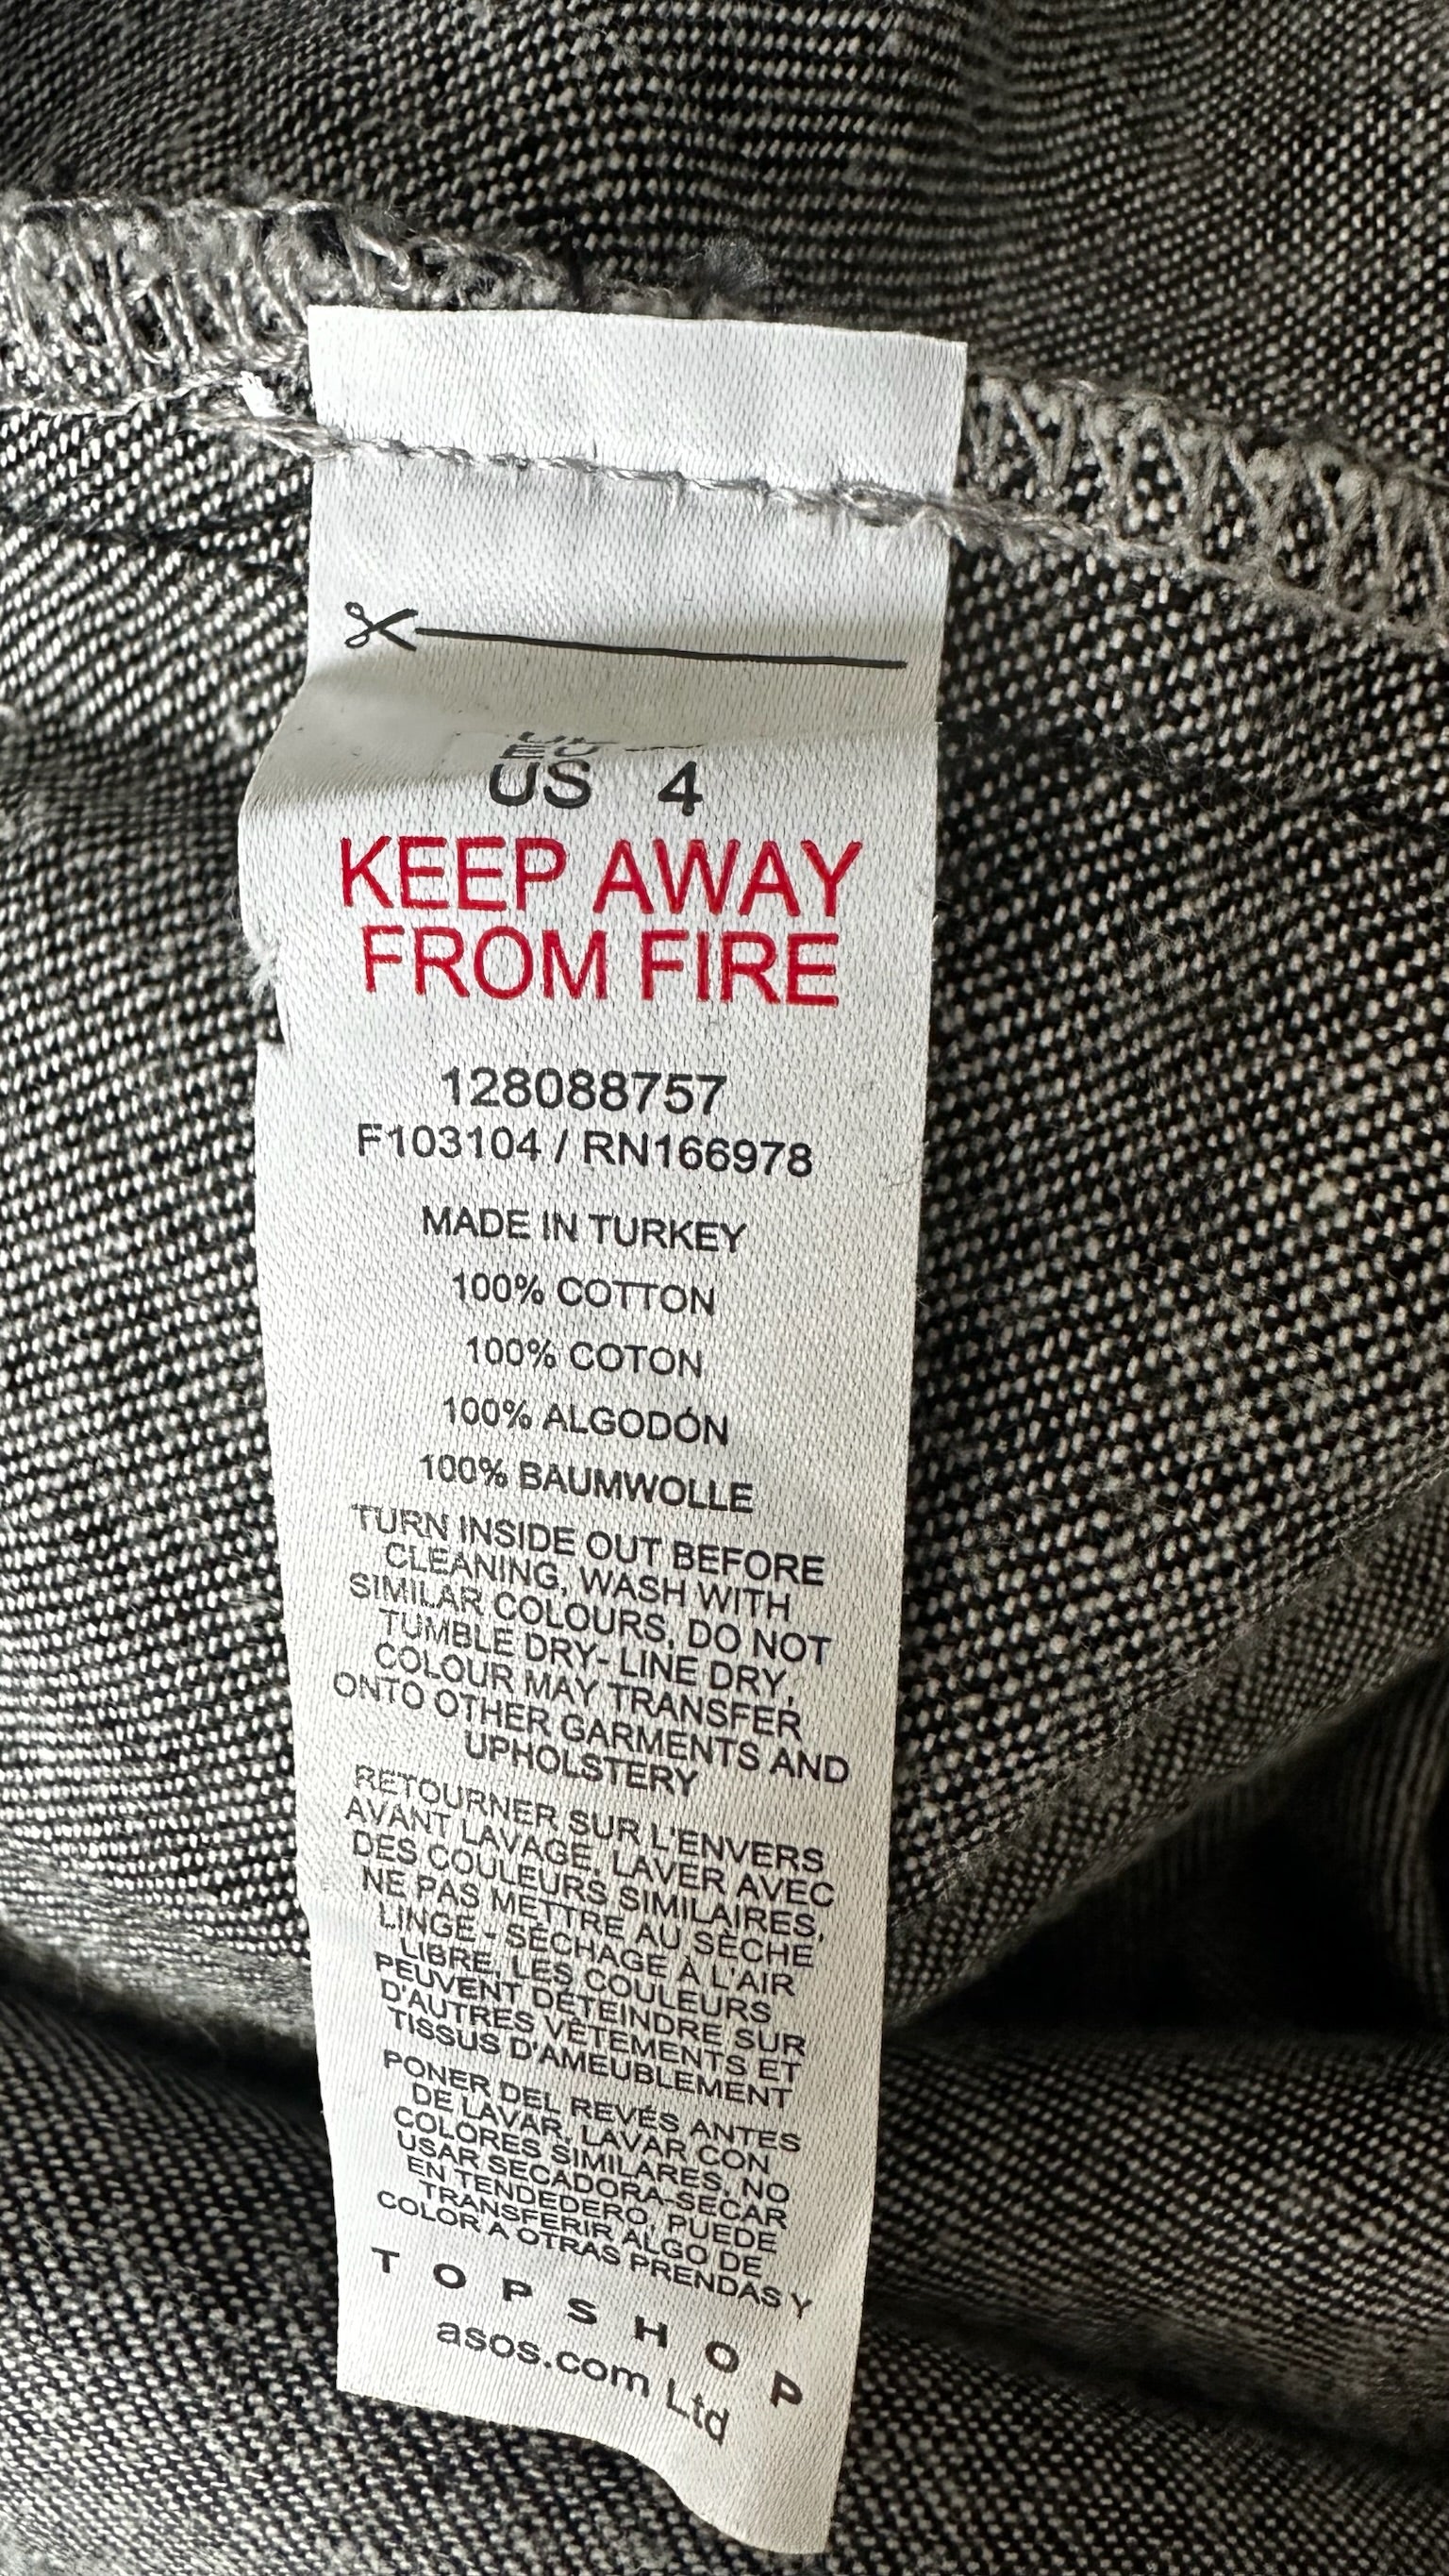 EU
US 4
KEEP AWAY
FROM FIRE
128088757
F103104 / RN166978
MADE IN TURKEY
100% COTTON
100% COTON
100% ALGODÓN
100% BAUMWOLLE
TURN INSIDE OUT BEFORE
CLEANING, WASH WITH
SIMILAR COLOURS, DO NOT
TUMBLE DRY- LINE DRY,
COLOUR MAY TRANSFER
ONTO OTHER GARMENTS AND
UPHOLSTERY
RETOURNER SUR L'ENVERS
AVANT LAVAGE, LAVER AVEC
DES COULEURS SIMILAIRES,
NE PAS METTRE AU SÈCHE
LINGE - SÉCHAGE À L'AIR
LIBRE, LES COULEURS
PEUVENT DÉTEINDRE SUR
D'AUTRES VÊTEMENTS ET
TISSUS D'AMEUBLEMENT
PONER DEL REVÉS ANTES
DE LAVAR, LAVAR CON
COLORES SIMILARES, NO
USAR SECADORA-SECAR
EN TENDEDERO, PUEDE
TRANSFERIR ALGO DE
COLOR A OTRAS PRENDAS Y
TOPSHOP
asos.com Ltd